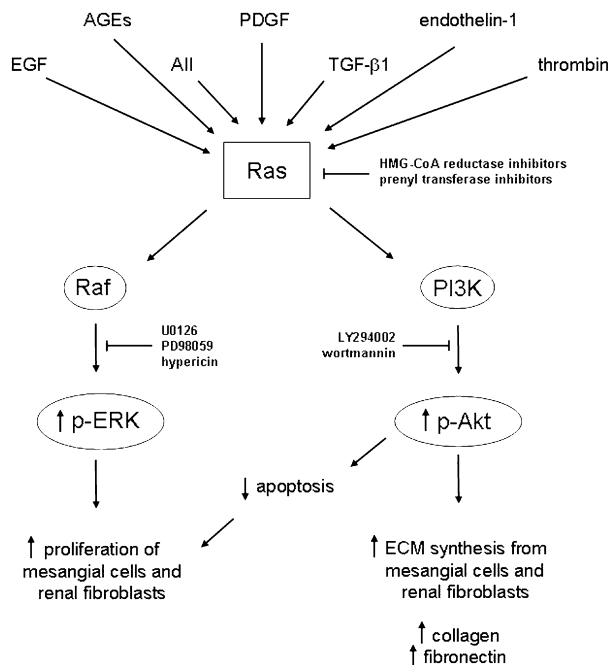 AGEs
PDGF
endothelin-1
EGF
AII
TGF-β1
thrombin
Ras
HMG-CoA reductase inhibitors
prenyl transferase inhibitors
Raf
PI3K
U0126
PD98059
hypericin
LY294002
wortmannin
↑ p-ERK
↑ p-Akt
↓ apoptosis
↑ proliferation of
mesangial cells and
renal fibroblasts
↑ ECM synthesis from
mesangial cells and
renal fibroblasts
↑ collagen
↑ fibronectin